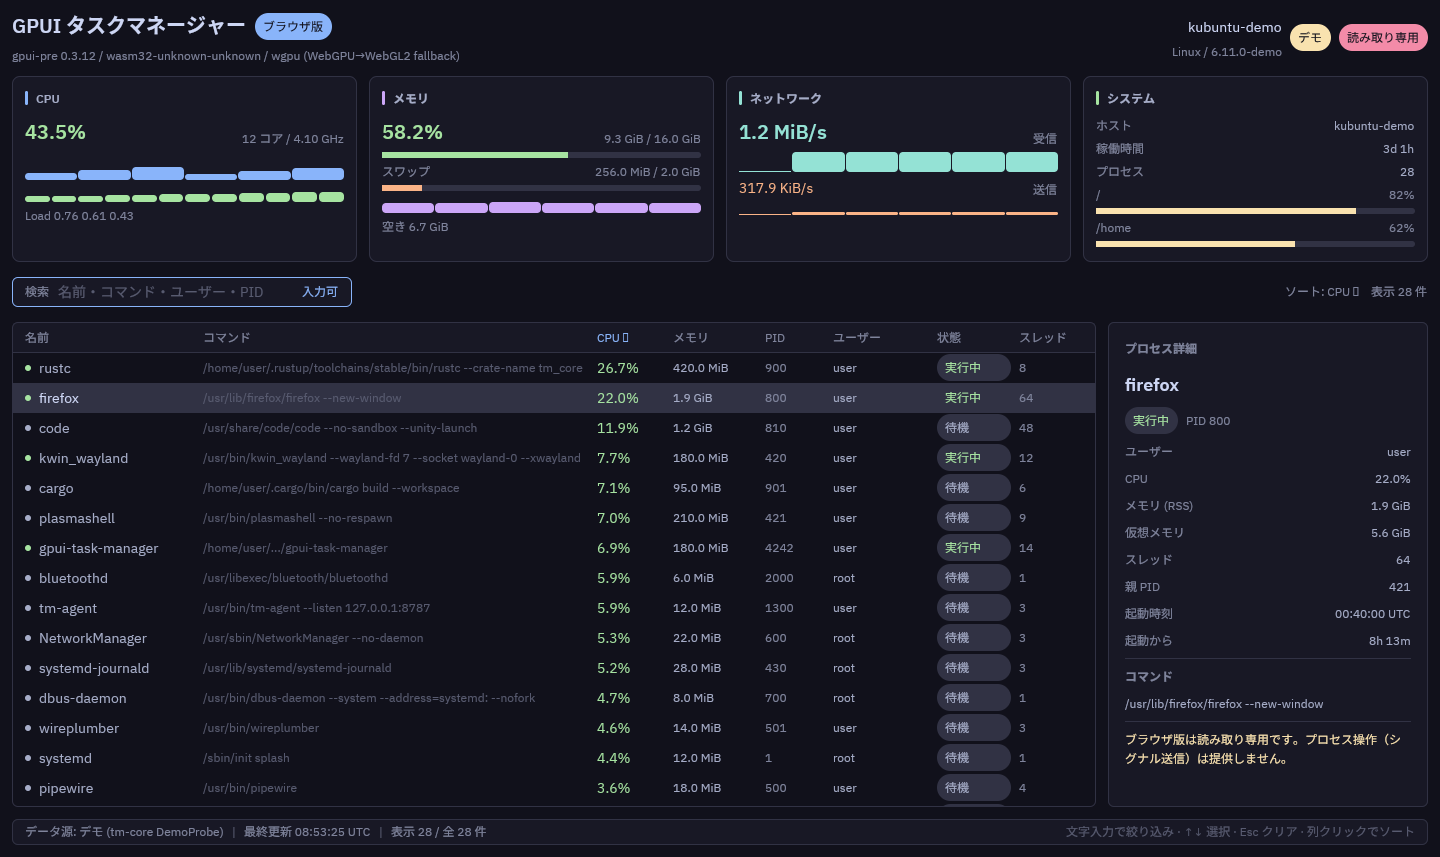 GPUI タスクマネージャー ブラウザ版
gpui-pre 0.3.12 / wasm32-unknown-unknown / wgpu (WebGPU→WebGL2 fallback)
kubuntu-demo
Linux / 6.11.0-demo
デモ
読み取り専用
CPU
43.5% 12 コア / 4.10 GHz
Load 0.76 0.61 0.43
メモリ
58.2% 9.3 GiB / 16.0 GiB
スワップ 256.0 MiB / 2.0 GiB
空き 6.7 GiB
ネットワーク
1.2 MiB/s 受信
317.9 KiB/s 送信
システム
ホスト kubuntu-demo
稼働時間 3d 1h
プロセス 28
/ 82%
/home 62%
検索 名前・コマンド・ユーザー・PID 入力可
ソート: CPU 表示 28 件
名前 コマンド CPU メモリ PID ユーザー 状態 スレッド
rustc /home/user/.rustup/toolchains/stable/bin/rustc --crate-name tm_core 26.7% 420.0 MiB 900 user 実行中 8
firefox /usr/lib/firefox/firefox --new-window 22.0% 1.9 GiB 800 user 実行中 64
code /usr/share/code/code --no-sandbox --unity-launch 11.9% 1.2 GiB 810 user 待機 48
kwin_wayland /usr/bin/kwin_wayland --wayland-fd 7 --socket wayland-0 --xwayland 7.7% 180.0 MiB 420 user 実行中 12
cargo /home/user/.cargo/bin/cargo build --workspace 7.1% 95.0 MiB 901 user 待機 6
plasmashell /usr/bin/plasmashell --no-respawn 7.0% 210.0 MiB 421 user 待機 9
gpui-task-manager /home/user/.../gpui-task-manager 6.9% 180.0 MiB 4242 user 実行中 14
bluetoothd /usr/libexec/bluetooth/bluetoothd 5.9% 6.0 MiB 2000 root 待機 1
tm-agent /usr/bin/tm-agent --listen 127.0.0.1:8787 5.9% 12.0 MiB 1300 user 待機 3
NetworkManager /usr/sbin/NetworkManager --no-daemon 5.3% 22.0 MiB 600 root 待機 3
systemd-journald /usr/lib/systemd/systemd-journald 5.2% 28.0 MiB 430 root 待機 3
dbus-daemon /usr/bin/dbus-daemon --system --address=systemd: --nofork 4.7% 8.0 MiB 700 root 待機 1
wireplumber /usr/bin/wireplumber 4.6% 14.0 MiB 501 user 待機 3
systemd /sbin/init splash 4.4% 12.0 MiB 1 root 待機 1
pipewire /usr/bin/pipewire 3.6% 18.0 MiB 500 user 待機 4
プロセス詳細
firefox
実行中 PID 800
ユーザー user
CPU 22.0%
メモリ (RSS) 1.9 GiB
仮想メモリ 5.6 GiB
スレッド 64
親 PID 421
起動時刻 00:40:00 UTC
起動から 8h 13m
コマンド
/usr/lib/firefox/firefox --new-window
ブラウザ版は読み取り専用です。プロセス操作（シ
グナル送信）は提供しません。
データ源: デモ (tm-core DemoProbe) | 最終更新 08:53:25 UTC | 表示 28 / 全 28 件
文字入力で絞り込み · ↑↓ 選択 · Esc クリア · 列クリックでソート